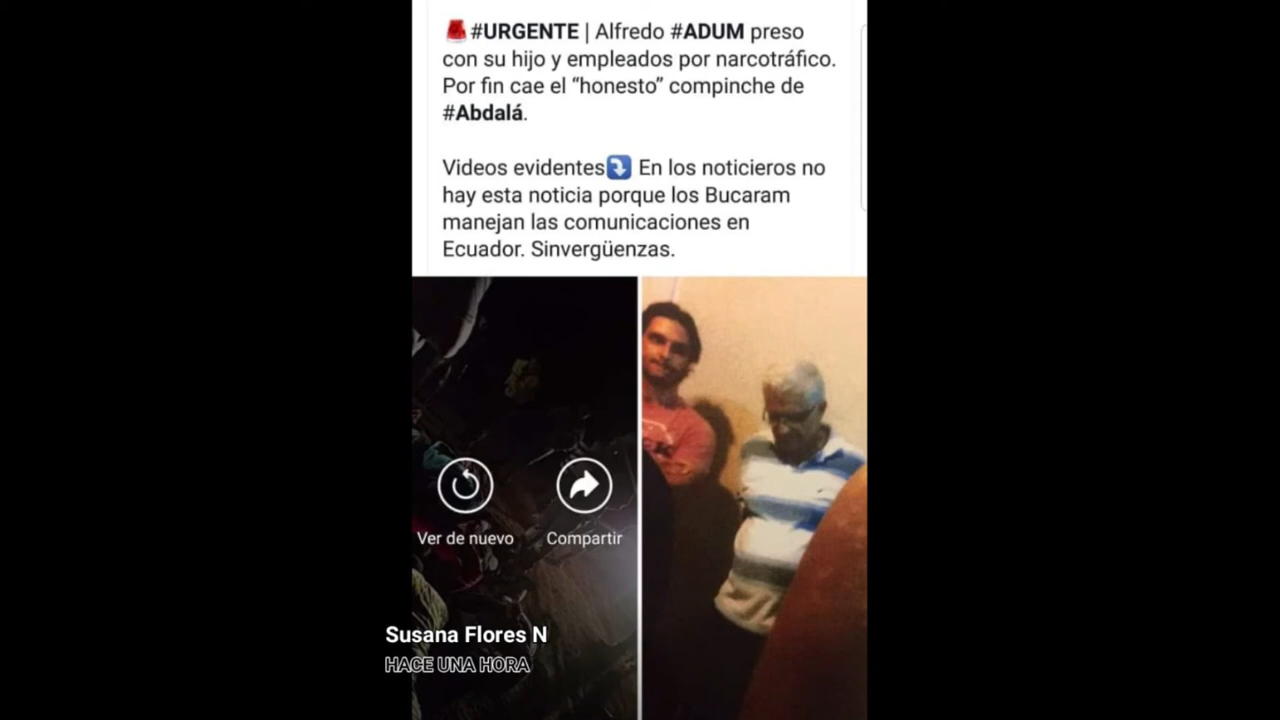 #URGENTE | Alfredo #ADUM preso
con su hijo y empleados por narcotráfico.
Por fin cae el “honesto” compinche de
#Abdalá.
Videos evidentes En los noticieros no
hay esta noticia porque los Bucaram
manejan las comunicaciones en
Ecuador. Sinvergüenzas.
Ver de nuevo Compartir
Susana Flores N
HACE UNA HORA